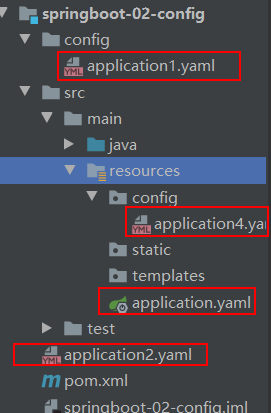 springboot-02-config
config
YML application1.yaml
src
main
java
resources
config
YML application4.ya
static
templates
application.yaml
test
YML application2.yaml
m pom.xml
springboot-02-config.iml